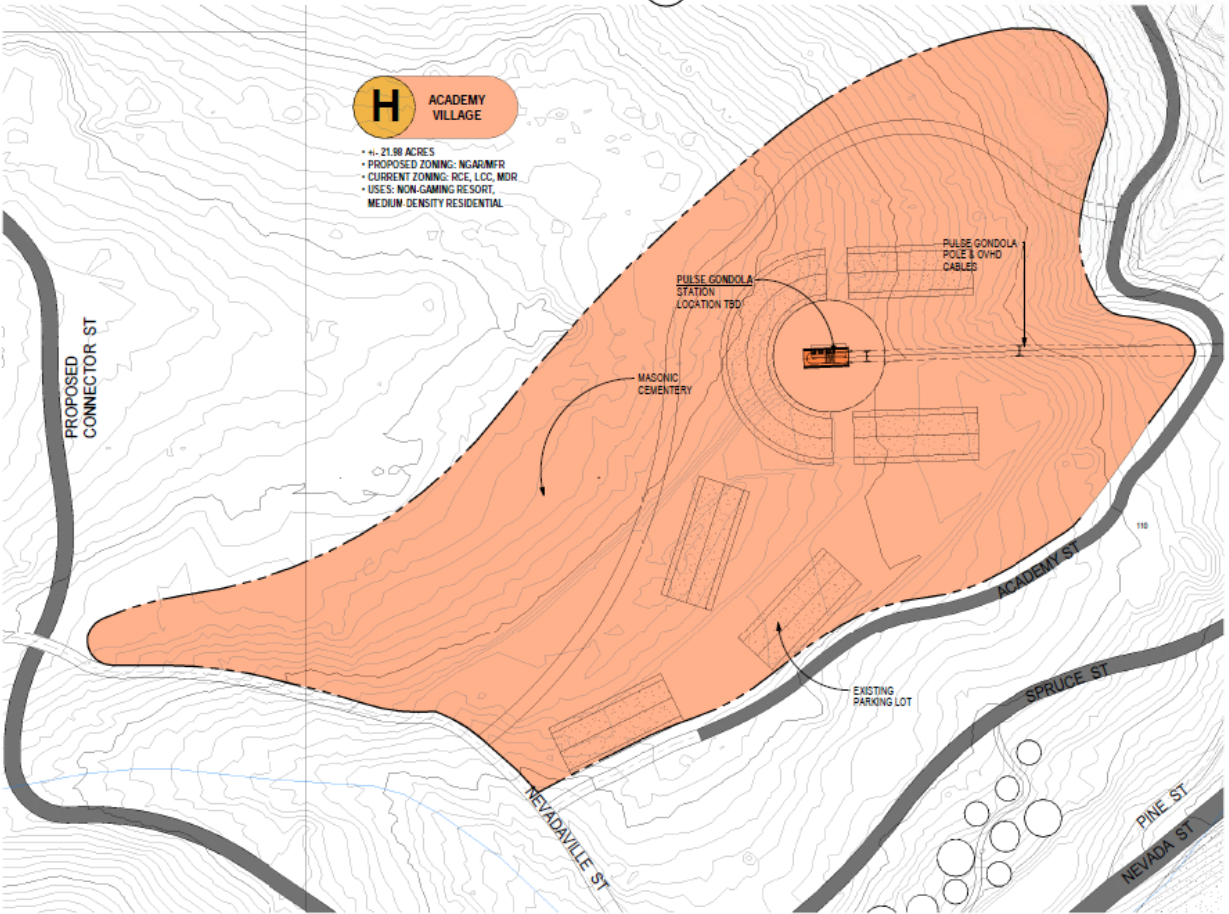 H
ACADEMY
VILLAGE
• +/- 21.98 ACRES
• PROPOSED ZONING: NGAR/MFR
• CURRENT ZONING: RCE, LCC, MDR
• USES: NON-GAMING RESORT,
MEDIUM-DENSITY RESIDENTIAL
PULSE GONDOLA
POLE & OVHD
CABLES
PULSE GONDOLA
STATION
LOCATION TBD
PROPOSED
CONNECTOR ST
MASONIC
CEMENTERY
110
ACADEMY ST
EXISTING
PARKING LOT
SPRUCE ST
NEVADAVILLE ST
PINE ST
NEVADA ST